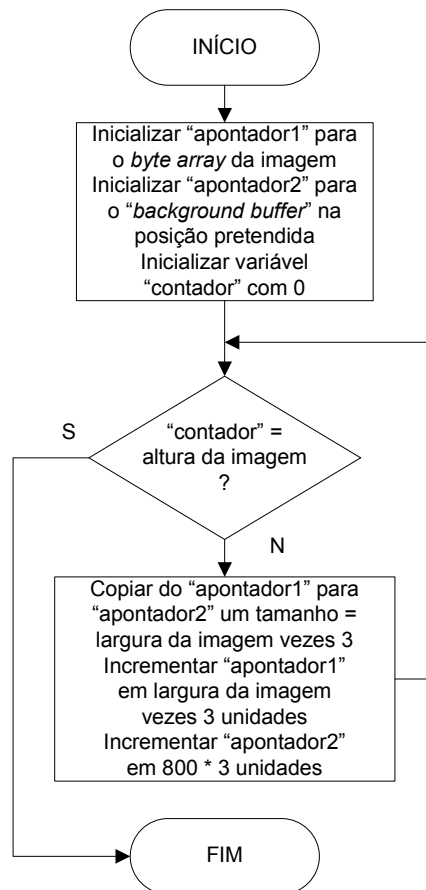 INÍCIO
Inicializar “apontador1” para
o byte array da imagem
Inicializar “apontador2” para
o “background buffer” na
posição pretendida
Inicializar variável
“contador” com 0
S
“contador” =
altura da imagem
?
N
Copiar do “apontador1” para
“apontador2” um tamanho =
largura da imagem vezes 3
Incrementar “apontador1”
em largura da imagem
vezes 3 unidades
Incrementar “apontador2”
em 800 * 3 unidades
FIM